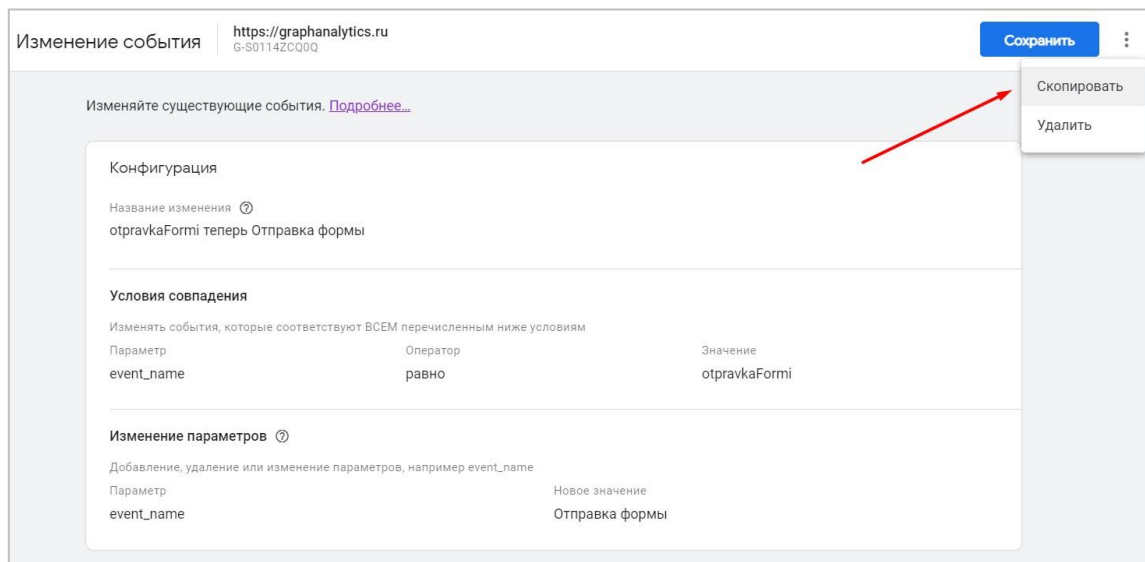 Изменение события
https://graphanalytics.ru
G-S0114ZCQ0Q
Сохранить
Скопировать
Удалить
Изменяйте существующие события. Подробнее...
Конфигурация
Название изменения
otpravkaFormi теперь Отправка формы
Условия совпадения
Изменять события, которые соответствуют ВСЕМ перечисленным ниже условиям
Параметр Оператор Значение
event_name равно otpravkaFormi
Изменение параметров
Добавление, удаление или изменение параметров, например event_name
Параметр Новое значение
event_name Отправка формы